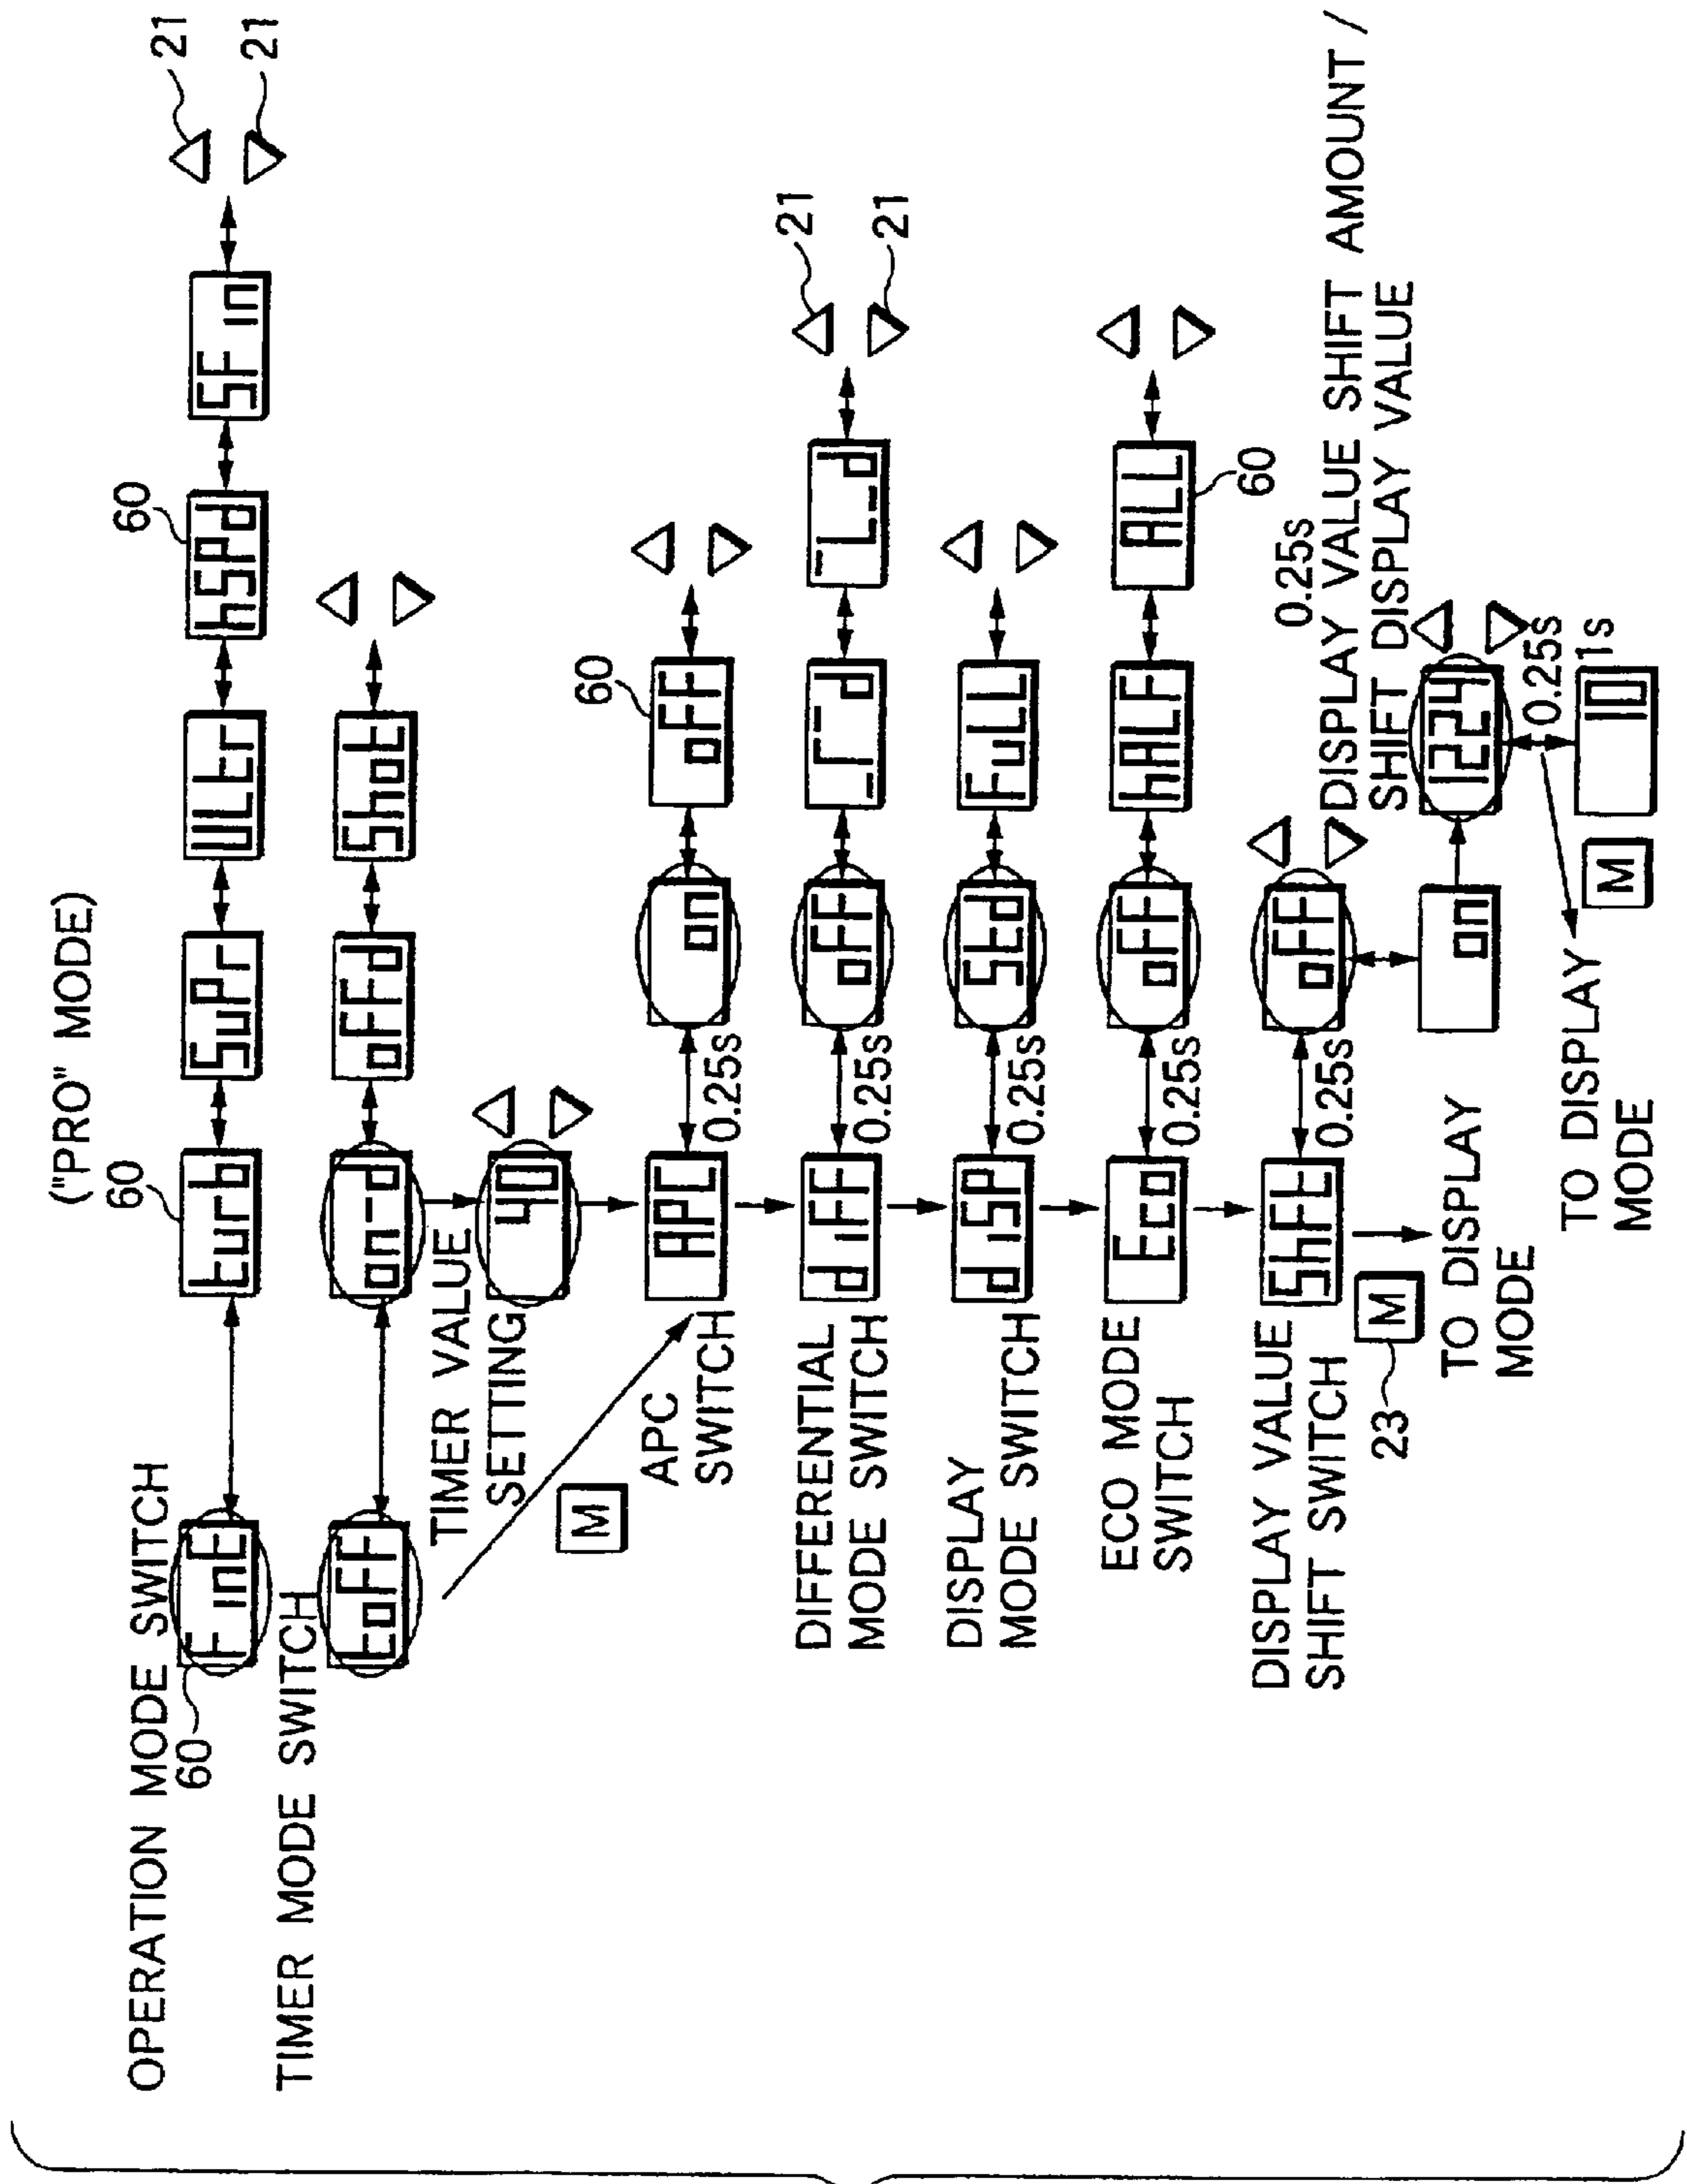 ("PRO" MODE)
OPERATION MODE SWITCH
60 60 60 21
21
F inE turb SuPr ULtr hSPd SF in
TIMER MODE SWITCH
toFF on-d oFFd Shot
TIMER VALUE
SETTING
40
M
APC
SWITCH
APC 0.25s on oFF 60
DIFFERENTIAL
MODE SWITCH
d iFF 0.25s oFF _|‾d ‾|_d 21
21
DISPLAY
MODE SWITCH
d iSP 0.25s Std FuLL
ECO MODE
SWITCH
Eco 0.25s oFF hALF ALL 60
DISPLAY VALUE
SHIFT SWITCH
ShFt 0.25s oFF
0.25s
DISPLAY VALUE SHIFT AMOUNT /
SHIFT DISPLAY VALUE
on 1224
23 M
TO DISPLAY
MODE
0.25s
1s
M 10
TO DISPLAY
MODE